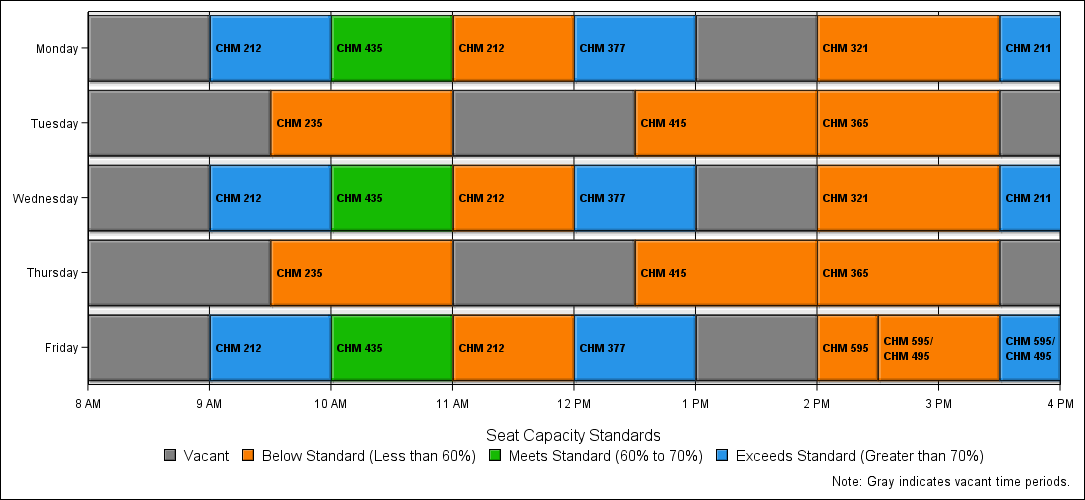 Monday
CHM 212
CHM 435
CHM 212
CHM 377
CHM 321
CHM 211
Tuesday
CHM 235
CHM 415
CHM 365
Wednesday
CHM 212
CHM 435
CHM 212
CHM 377
CHM 321
CHM 211
Thursday
CHM 235
CHM 415
CHM 365
Friday
CHM 212
CHM 435
CHM 212
CHM 377
CHM 595
CHM 595/
CHM 495
CHM 595/
CHM 495
8 AM 9 AM 10 AM 11 AM 12 PM 1 PM 2 PM 3 PM 4 PM
Seat Capacity Standards
Vacant Below Standard (Less than 60%) Meets Standard (60% to 70%) Exceeds Standard (Greater than 70%)
Note: Gray indicates vacant time periods.